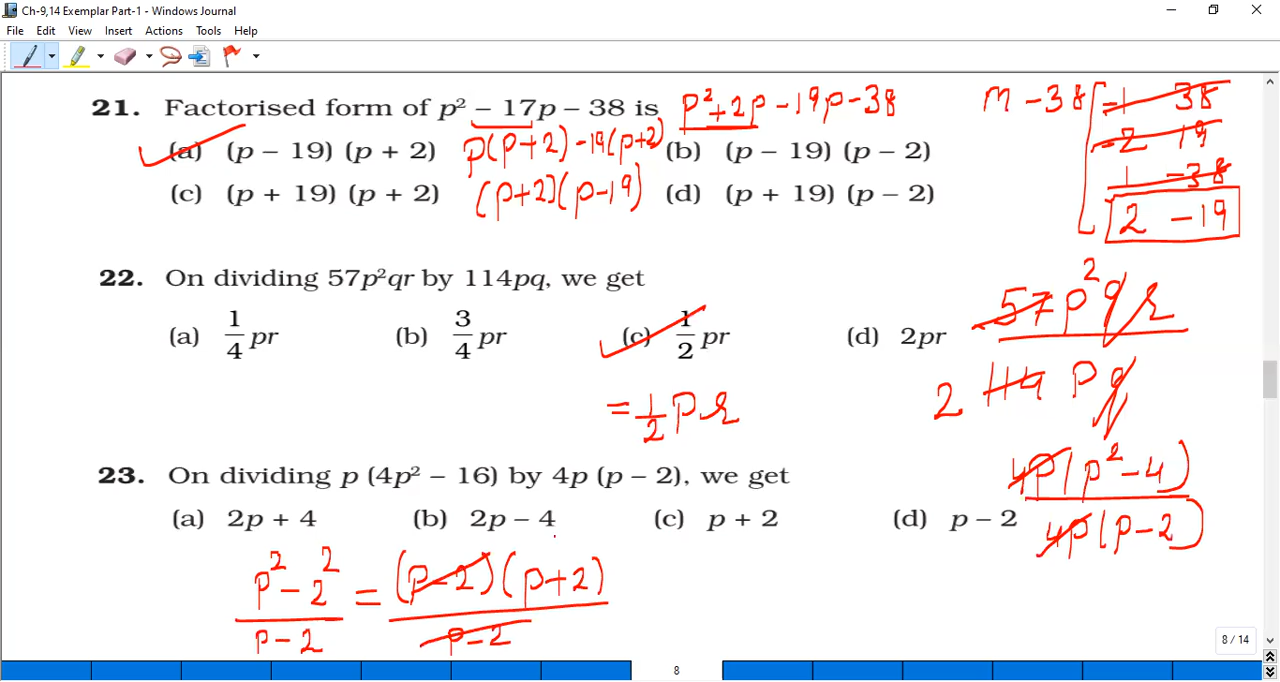 Ch-9,14 Exemplar Part-1 - Windows Journal
File Edit View Insert Actions Tools Help
21. Factorised form of p² – 17p – 38 is p²+2p-19p-38
(a) (p – 19) (p + 2) p(p+2)-19(p+2) (b) (p – 19) (p – 2)
(c) (p + 19) (p + 2) (p+2)(p-19) (d) (p + 19) (p – 2)
m -38
-1 38
-2 19
1 -38
2 -19
22. On dividing 57p²qr by 114pq, we get
(a) 1/4 pr (b) 3/4 pr (c) 1/2 pr (d) 2pr
57p²qr
2 114 pq
= 1/2 pr
23. On dividing p (4p² – 16) by 4p (p – 2), we get
4p(p²-4)
4p(p-2)
(a) 2p + 4 (b) 2p – 4 (c) p + 2 (d) p – 2
p²-2² = (p-2)(p+2)
p-2 p-2
8 / 14
8